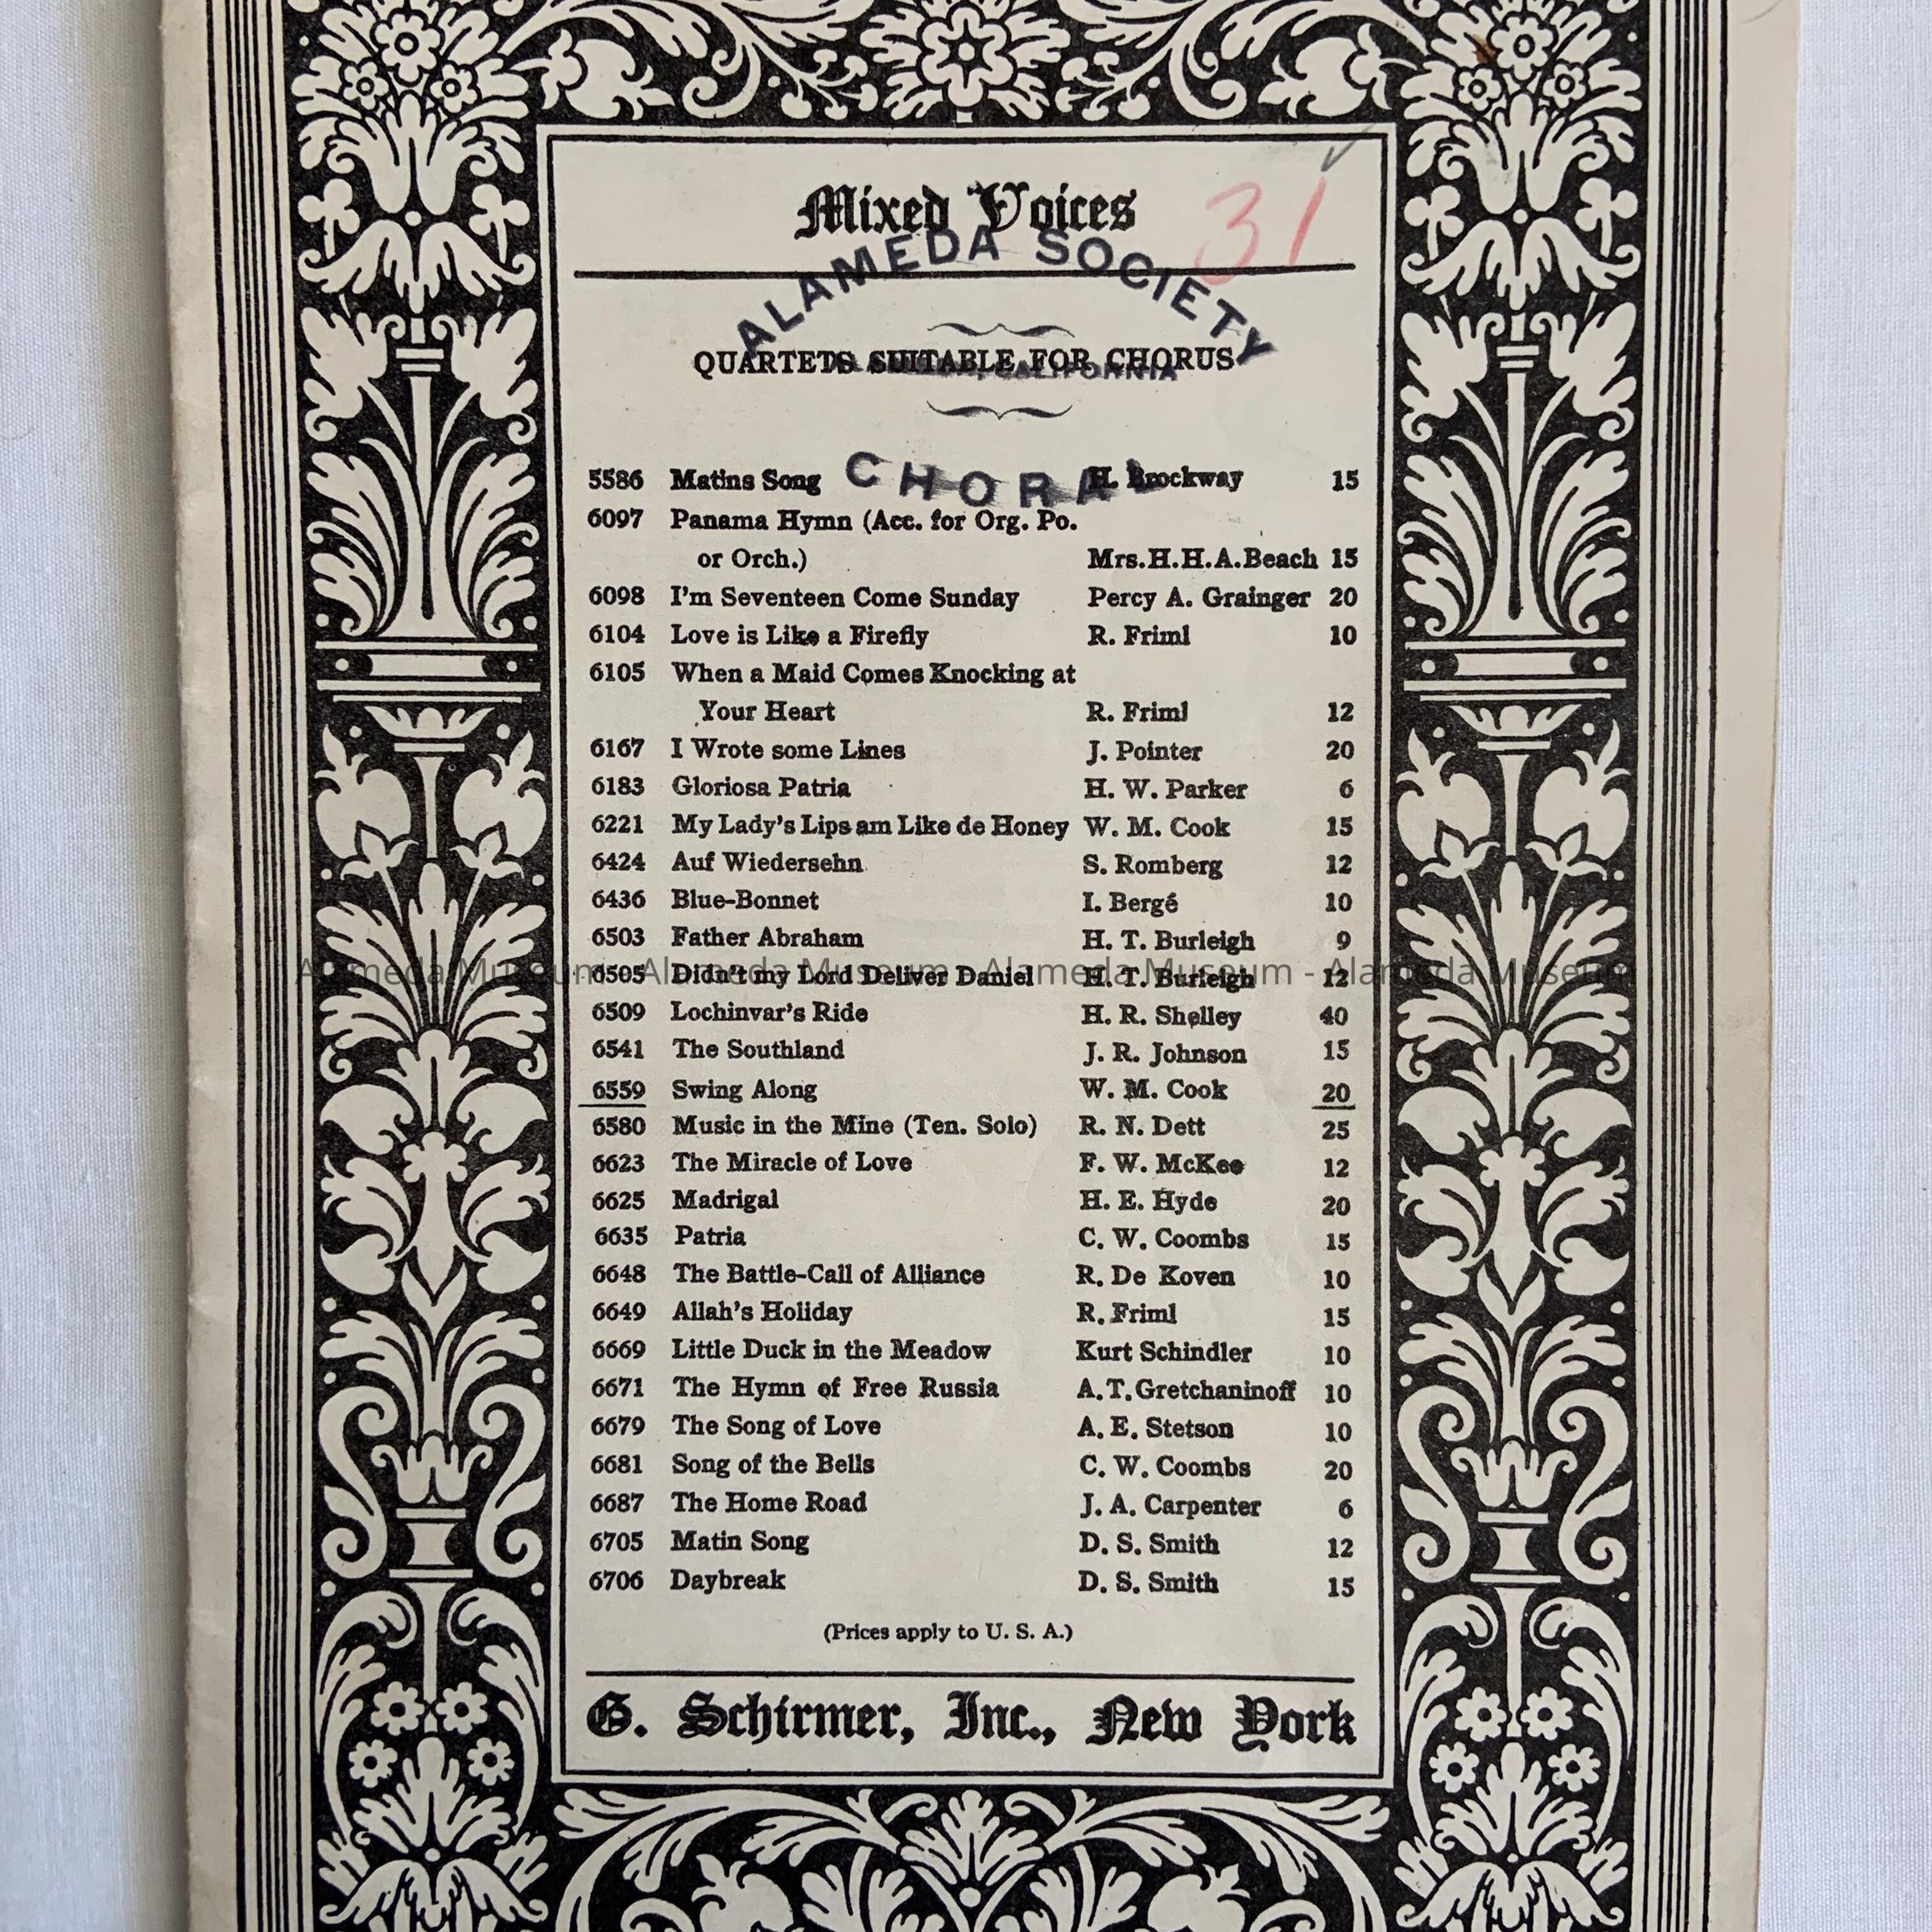 Mixed Voices
31
ALAMEDA SOCIETY
QUARTETS SUITABLE FOR CHORUS
CALIFORNIA
CHORAL
5586 Matins Song H. Brockway 15
6097 Panama Hymn (Acc. for Org. Po.
or Orch.) Mrs.H.H.A.Beach 15
6098 I'm Seventeen Come Sunday Percy A. Grainger 20
6104 Love is Like a Firefly R. Friml 10
6105 When a Maid Comes Knocking at
Your Heart R. Friml 12
6167 I Wrote some Lines J. Pointer 20
6183 Gloriosa Patria H. W. Parker 6
6221 My Lady's Lips am Like de Honey W. M. Cook 15
6424 Auf Wiedersehn S. Romberg 12
6436 Blue-Bonnet I. Bergé 10
6503 Father Abraham H. T. Burleigh 9
Alameda Museum - Alameda Museum - Alameda Museum - Alameda Museum
6505 Didn't my Lord Deliver Daniel H. T. Burleigh 12
6509 Lochinvar's Ride H. R. Shelley 40
6541 The Southland J. R. Johnson 15
6559 Swing Along W. M. Cook 20
6580 Music in the Mine (Ten. Solo) R. N. Dett 25
6623 The Miracle of Love F. W. McKee 12
6625 Madrigal H. E. Hyde 20
6635 Patria C. W. Coombs 15
6648 The Battle-Call of Alliance R. De Koven 10
6649 Allah's Holiday R. Friml 15
6669 Little Duck in the Meadow Kurt Schindler 10
6671 The Hymn of Free Russia A.T.Gretchaninoff 10
6679 The Song of Love A. E. Stetson 10
6681 Song of the Bells C. W. Coombs 20
6687 The Home Road J. A. Carpenter 6
6705 Matin Song D. S. Smith 12
6706 Daybreak D. S. Smith 15
(Prices apply to U. S. A.)
G. Schirmer, Inc., New York